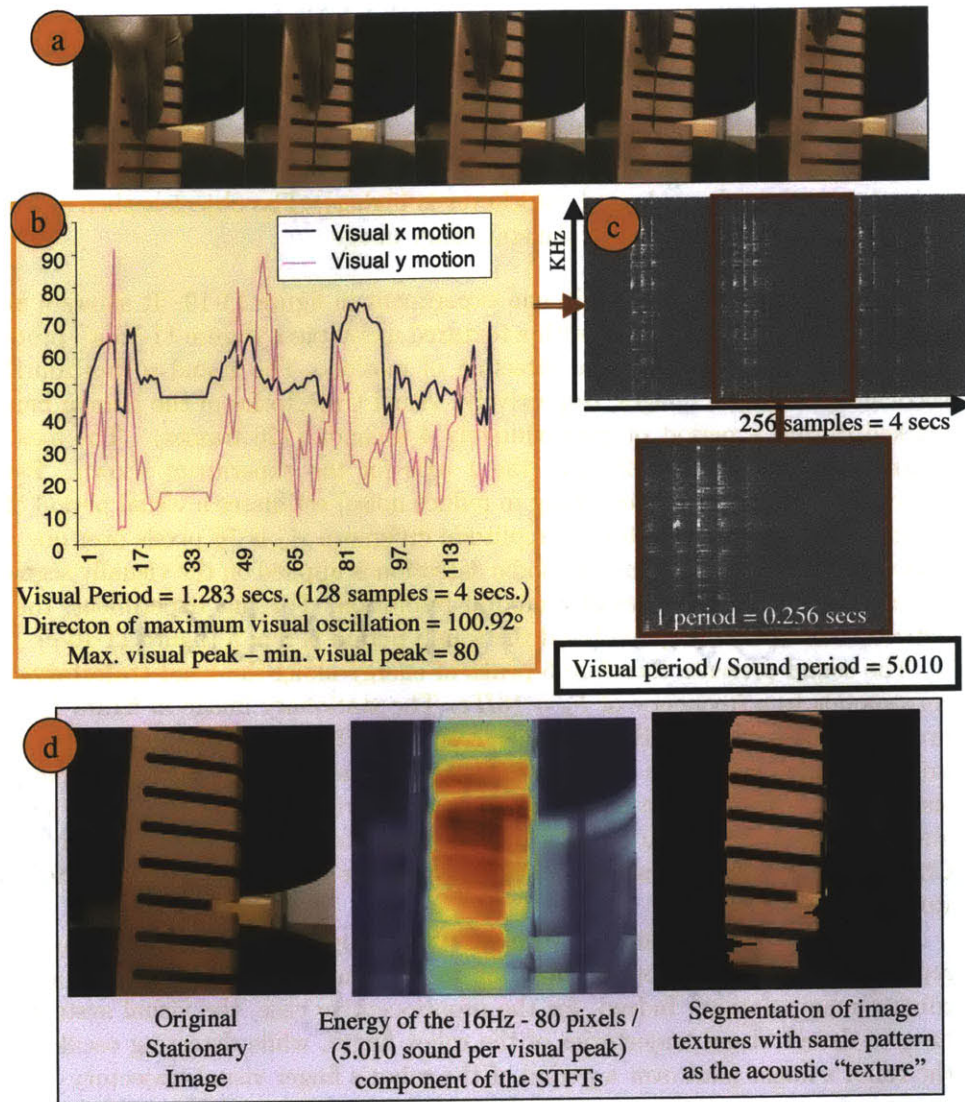 a
b
Visual x motion
Visual y motion
90
80
70
60
50
40
30
20
10
0
1
17
33
49
65
81
97
113
Visual Period = 1.283 secs. (128 samples = 4 secs.)
Directon of maximum visual oscillation = 100.92°
Max. visual peak – min. visual peak = 80
c
KHz
256 samples = 4 secs
1 period = 0.256 secs
Visual period / Sound period = 5.010
d
Original
Stationary
Image
Energy of the 16Hz - 80 pixels /
(5.010 sound per visual peak)
component of the STFTs
Segmentation of image
textures with same pattern
as the acoustic “texture”